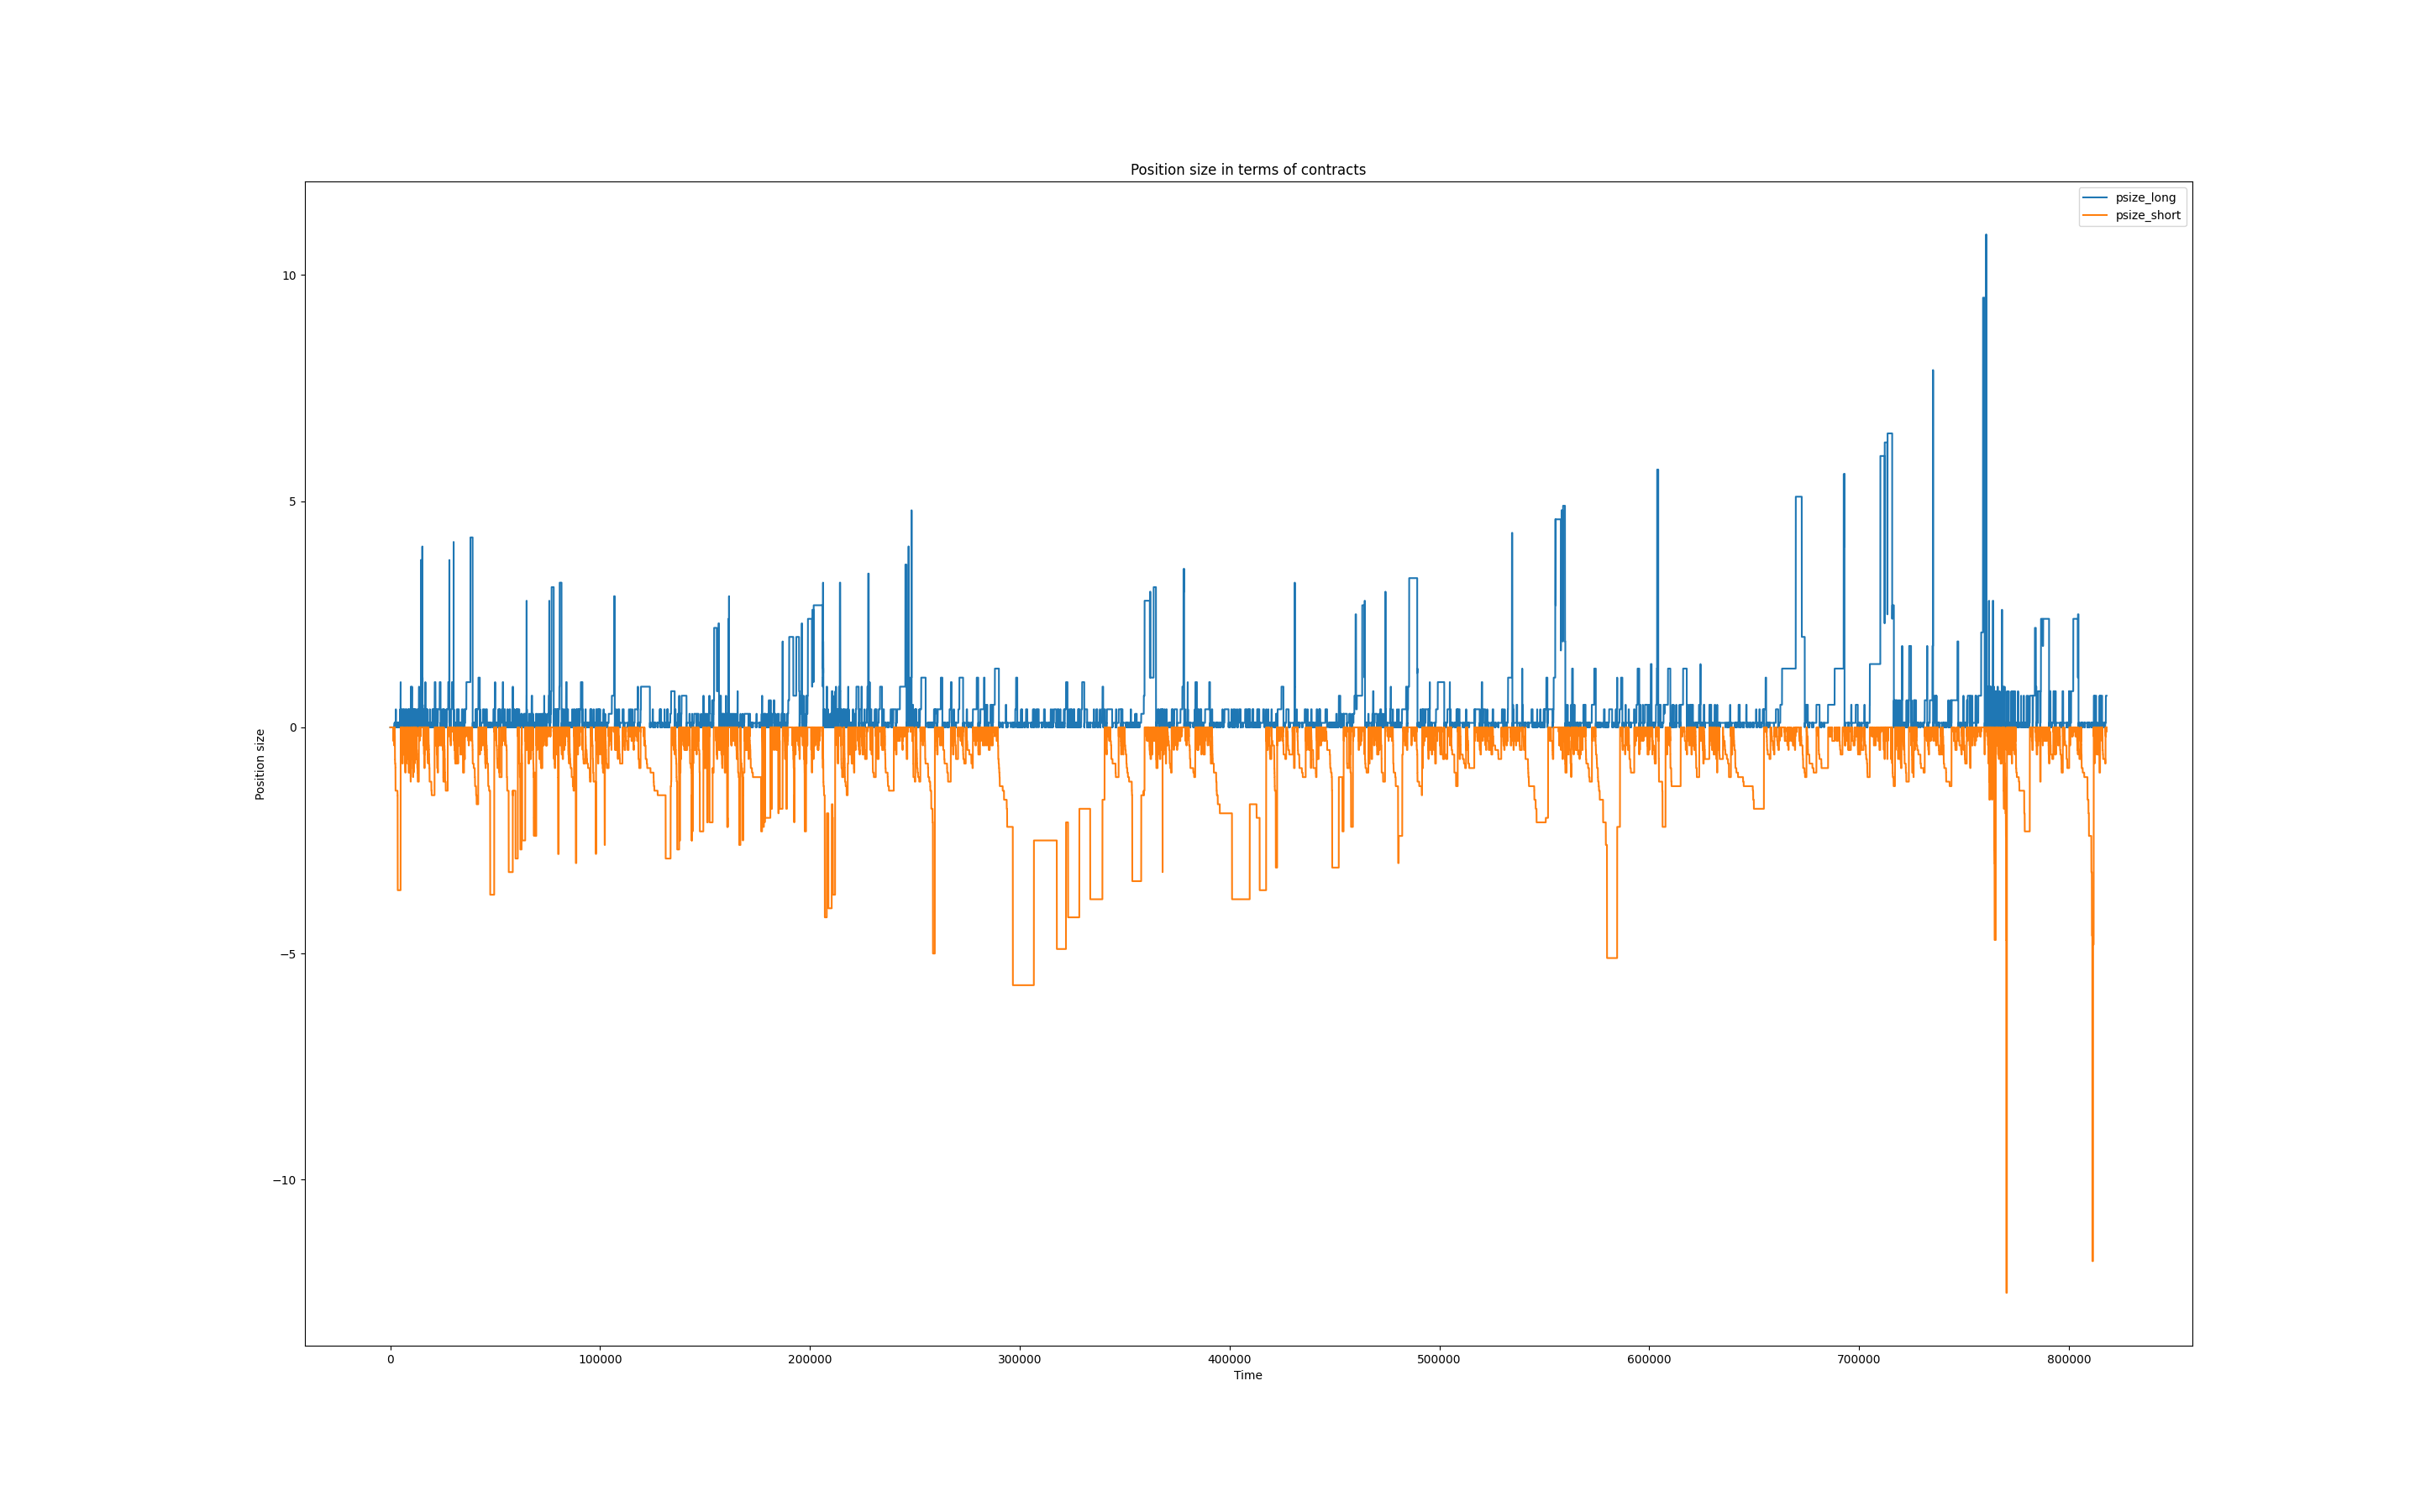 Position size in terms of contracts
psize_long
psize_short
10
5
0
−5
−10
Position size
0 100000 200000 300000 400000 500000 600000 700000 800000
Time